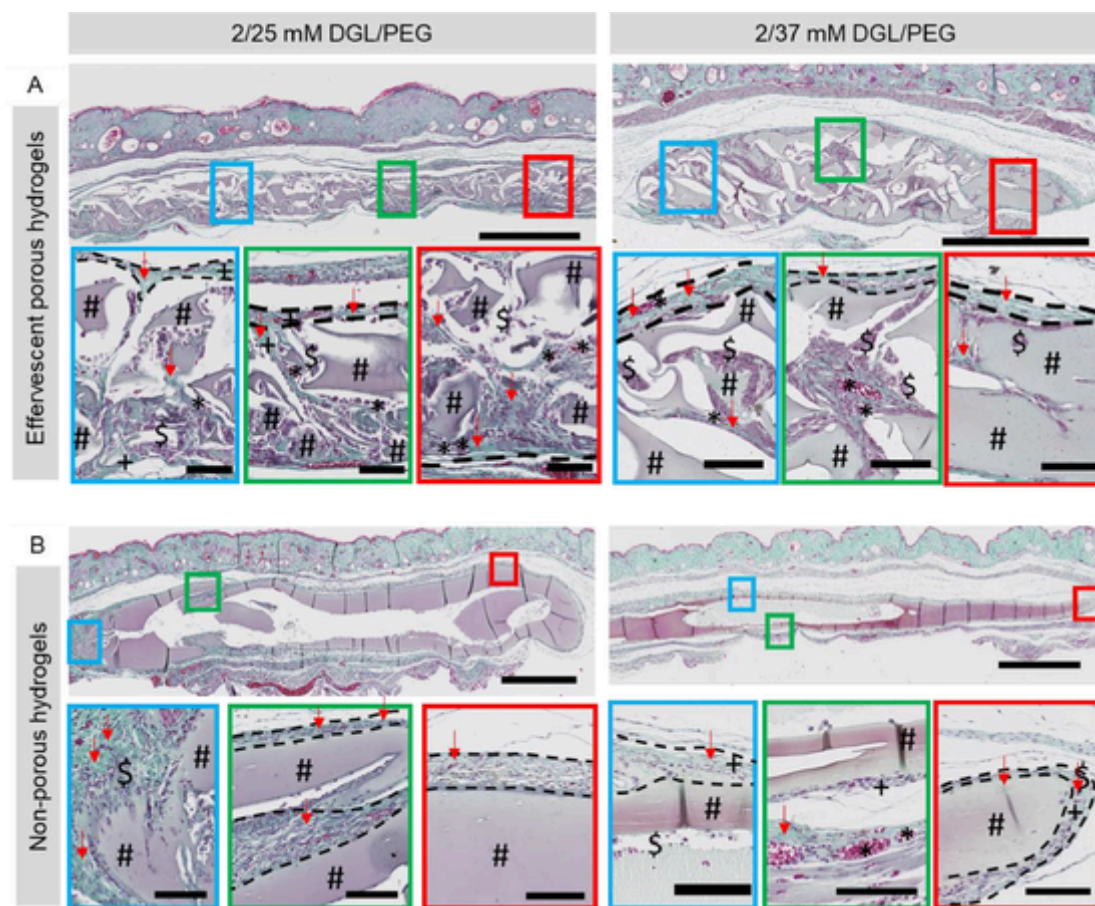 2/25 mM DGL/PEG
2/37 mM DGL/PEG
A
Effervescent porous hydrogels
# # $ # # $ + * + +
+ # * $ # * # # #
# $ * * # # * *
* # $ $ # * #
# $ * * $ # #
$ # #
B
Non-porous hydrogels
# $ #
# #
#
+ # $
# + * *
$ + #